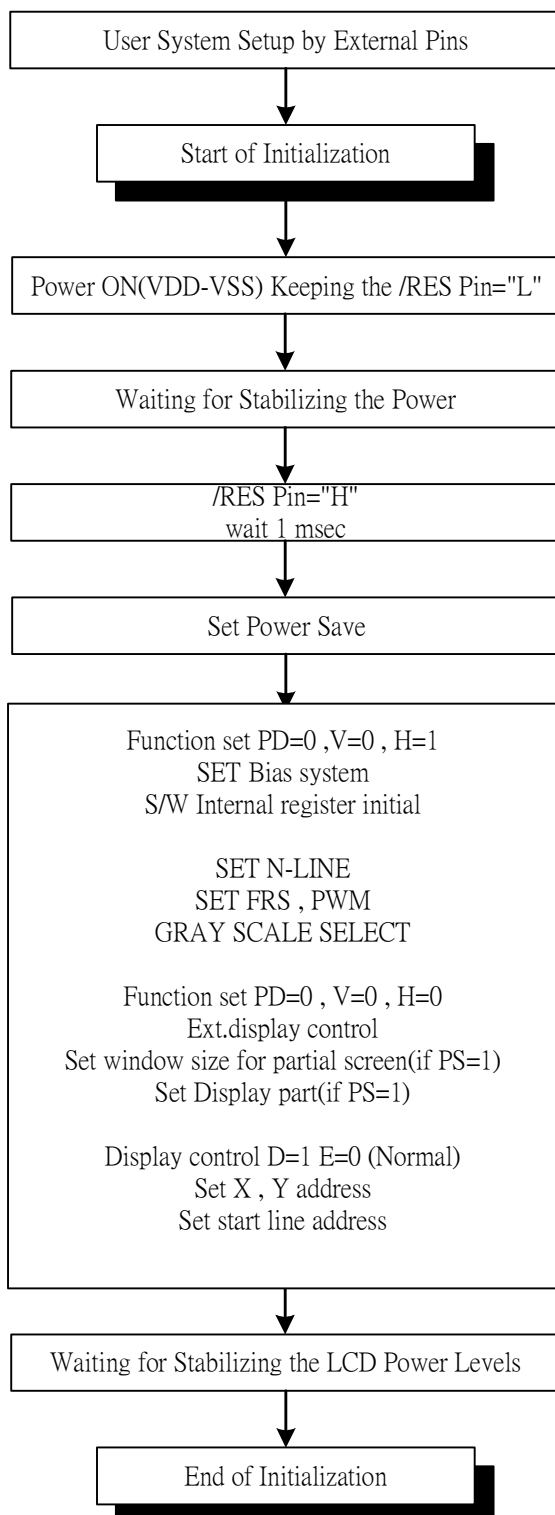 User System Setup by External Pins
Start of Initialization
Power ON(VDD-VSS) Keeping the /RES Pin="L"
Waiting for Stabilizing the Power
/RES Pin="H"
wait 1 msec
Set Power Save
Function set PD=0 ,V=0 , H=1
SET Bias system
S/W Internal register initial
SET N-LINE
SET FRS , PWM
GRAY SCALE SELECT
Function set PD=0 , V=0 , H=0
Ext.display control
Set window size for partial screen(if PS=1)
Set Display part(if PS=1)
Display control D=1 E=0 (Normal)
Set X , Y address
Set start line address
Waiting for Stabilizing the LCD Power Levels
End of Initialization